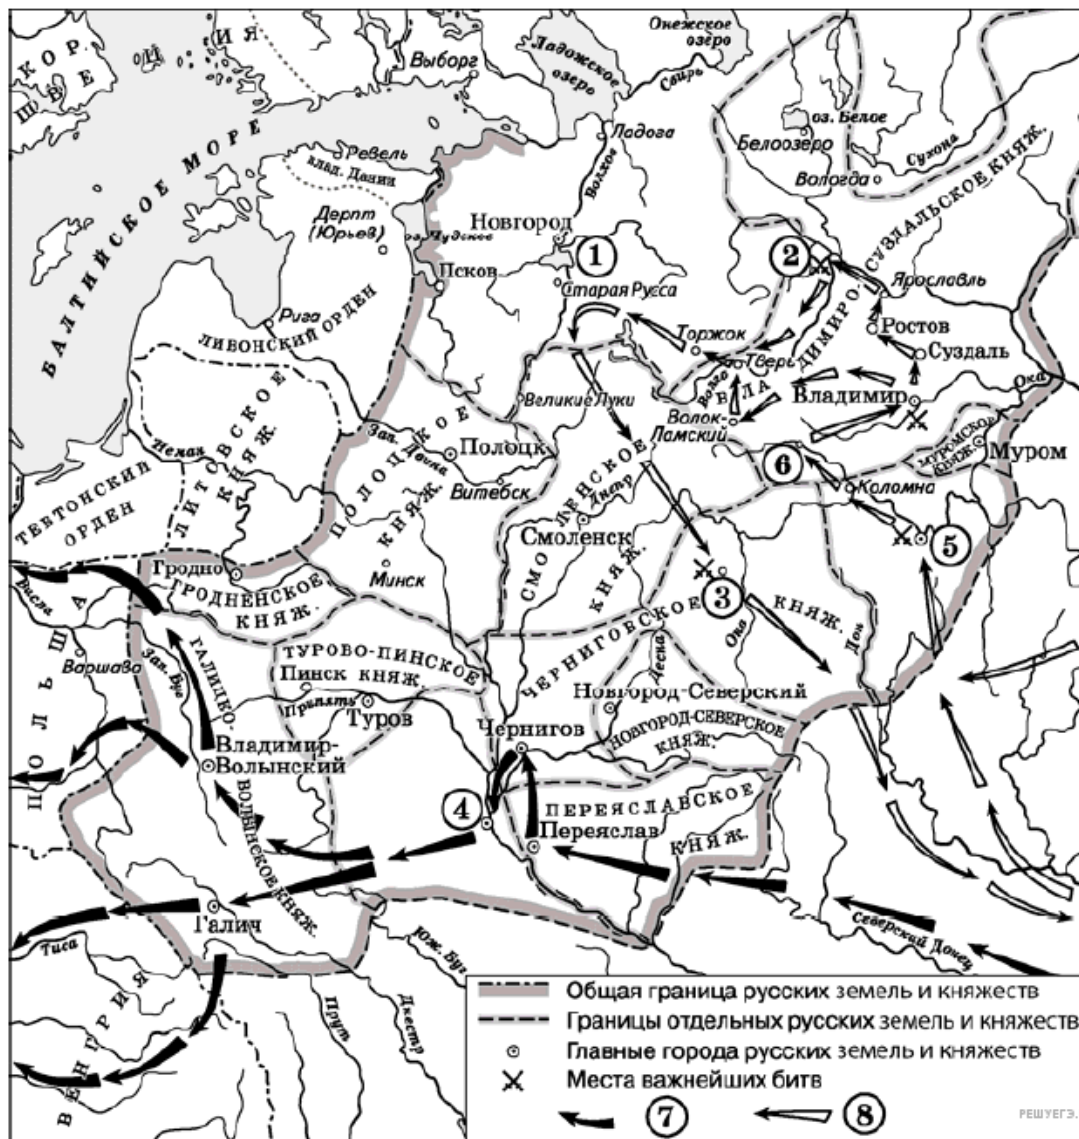 КОР.
ШВЕ
ИЯ
И
Выборг
Ладожское
озеро
Онежское
озеро
Свирь
Ладога
Волхов
оз. Белое
Белоозеро
Сухона
Вологда
БАЛТИЙСКОЕ МОРЕ
Ревель
влад. Дании
Дерпт
(Юрьев)
оз. Чудское
Новгород
1
2
Псков
Старая Русса
Ярославль
ВЛАДИМИРО-СУЗДАЛЬСКОЕ КНЯЖ.
Рига
ЛИВОНСКИЙ ОРДЕН
Торжок
Тверь
Ростов
Суздаль
Волга
Ока
Великие Луки
Владимир
Волок-
Ламский
Неман
Зап.
Двина
Полоцк
ПОЛОЦКОЕ
КНЯЖ.
Витебск
6
МУРОМСКОЕ
КНЯЖ.
Муром
Коломна
ТЕВТОНСКИЙ
ОРДЕН
ЛИТОВСКОЕ
КНЯЖ.
СМОЛЕНСКОЕ
КНЯЖ.
Днепр
Смоленск
5
Гродно
ГРОДНЕНСКОЕ
КНЯЖ.
Минск
3
Висла
Варшава
Зап. Буг
ПОЛЬША
ГАЛИЦКО-
ВОЛЫНСКОЕ КНЯЖ.
ТУРОВО-ПИНСКОЕ
КНЯЖ.
Пинск
Припять
Туров
ЧЕРНИГОВСКОЕ
КНЯЖ.
Десна
Ока
Дон
Новгород-Северский
НОВГОРОД-СЕВЕРСКОЕ
КНЯЖ.
Чернигов
Владимир-
Волынский
4
ПЕРЕЯСЛАВСКОЕ
КНЯЖ.
Переяслав
Галич
Тиса
ВЕНГРИЯ
Юж. Буг
Северский Донец
Прут
Днестр
Общая граница русских земель и княжеств
Границы отдельных русских земель и княжеств
Главные города русских земель и княжеств
Места важнейших битв
7
8
РЕШУЕГЭ.